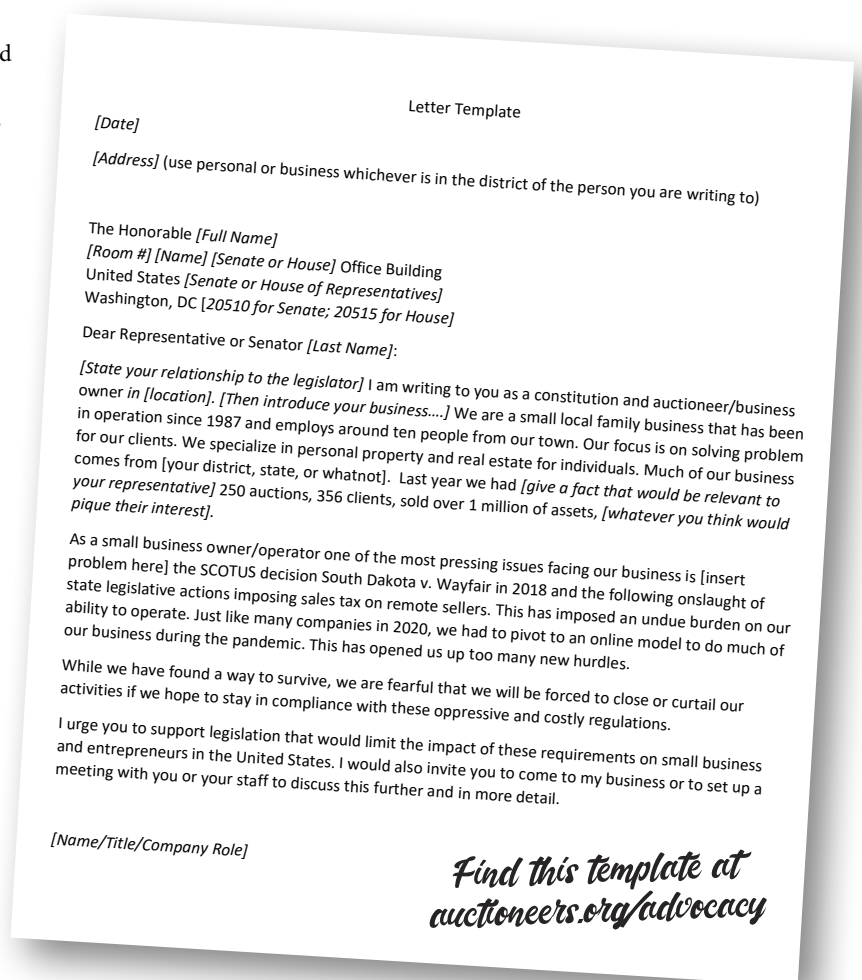 d
Letter Template
[Date]
[Address] (use personal or business whichever is in the district of the person you are writing to)
The Honorable [Full Name]
[Room #] [Name] [Senate or House] Office Building
United States [Senate or House of Representatives]
Washington, DC [20510 for Senate; 20515 for House]
Dear Representative or Senator [Last Name]:
[State your relationship to the legislator] I am writing to you as a constitution and auctioneer/business
owner in [location]. [Then introduce your business....] We are a small local family business that has been
in operation since 1987 and employs around ten people from our town. Our focus is on solving problem
for our clients. We specialize in personal property and real estate for individuals. Much of our business
comes from [your district, state, or whatnot]. Last year we had [give a fact that would be relevant to
your representative] 250 auctions, 356 clients, sold over 1 million of assets, [whatever you think would
pique their interest].
As a small business owner/operator one of the most pressing issues facing our business is [insert
problem here] the SCOTUS decision South Dakota v. Wayfair in 2018 and the following onslaught of
state legislative actions imposing sales tax on remote sellers. This has imposed an undue burden on our
ability to operate. Just like many companies in 2020, we had to pivot to an online model to do much of
our business during the pandemic. This has opened us up too many new hurdles.
While we have found a way to survive, we are fearful that we will be forced to close or curtail our
activities if we hope to stay in compliance with these oppressive and costly regulations.
I urge you to support legislation that would limit the impact of these requirements on small business
and entrepreneurs in the United States. I would also invite you to come to my business or to set up a
meeting with you or your staff to discuss this further and in more detail.
[Name/Title/Company Role]
Find this template at
auctioneers.org/advocacy